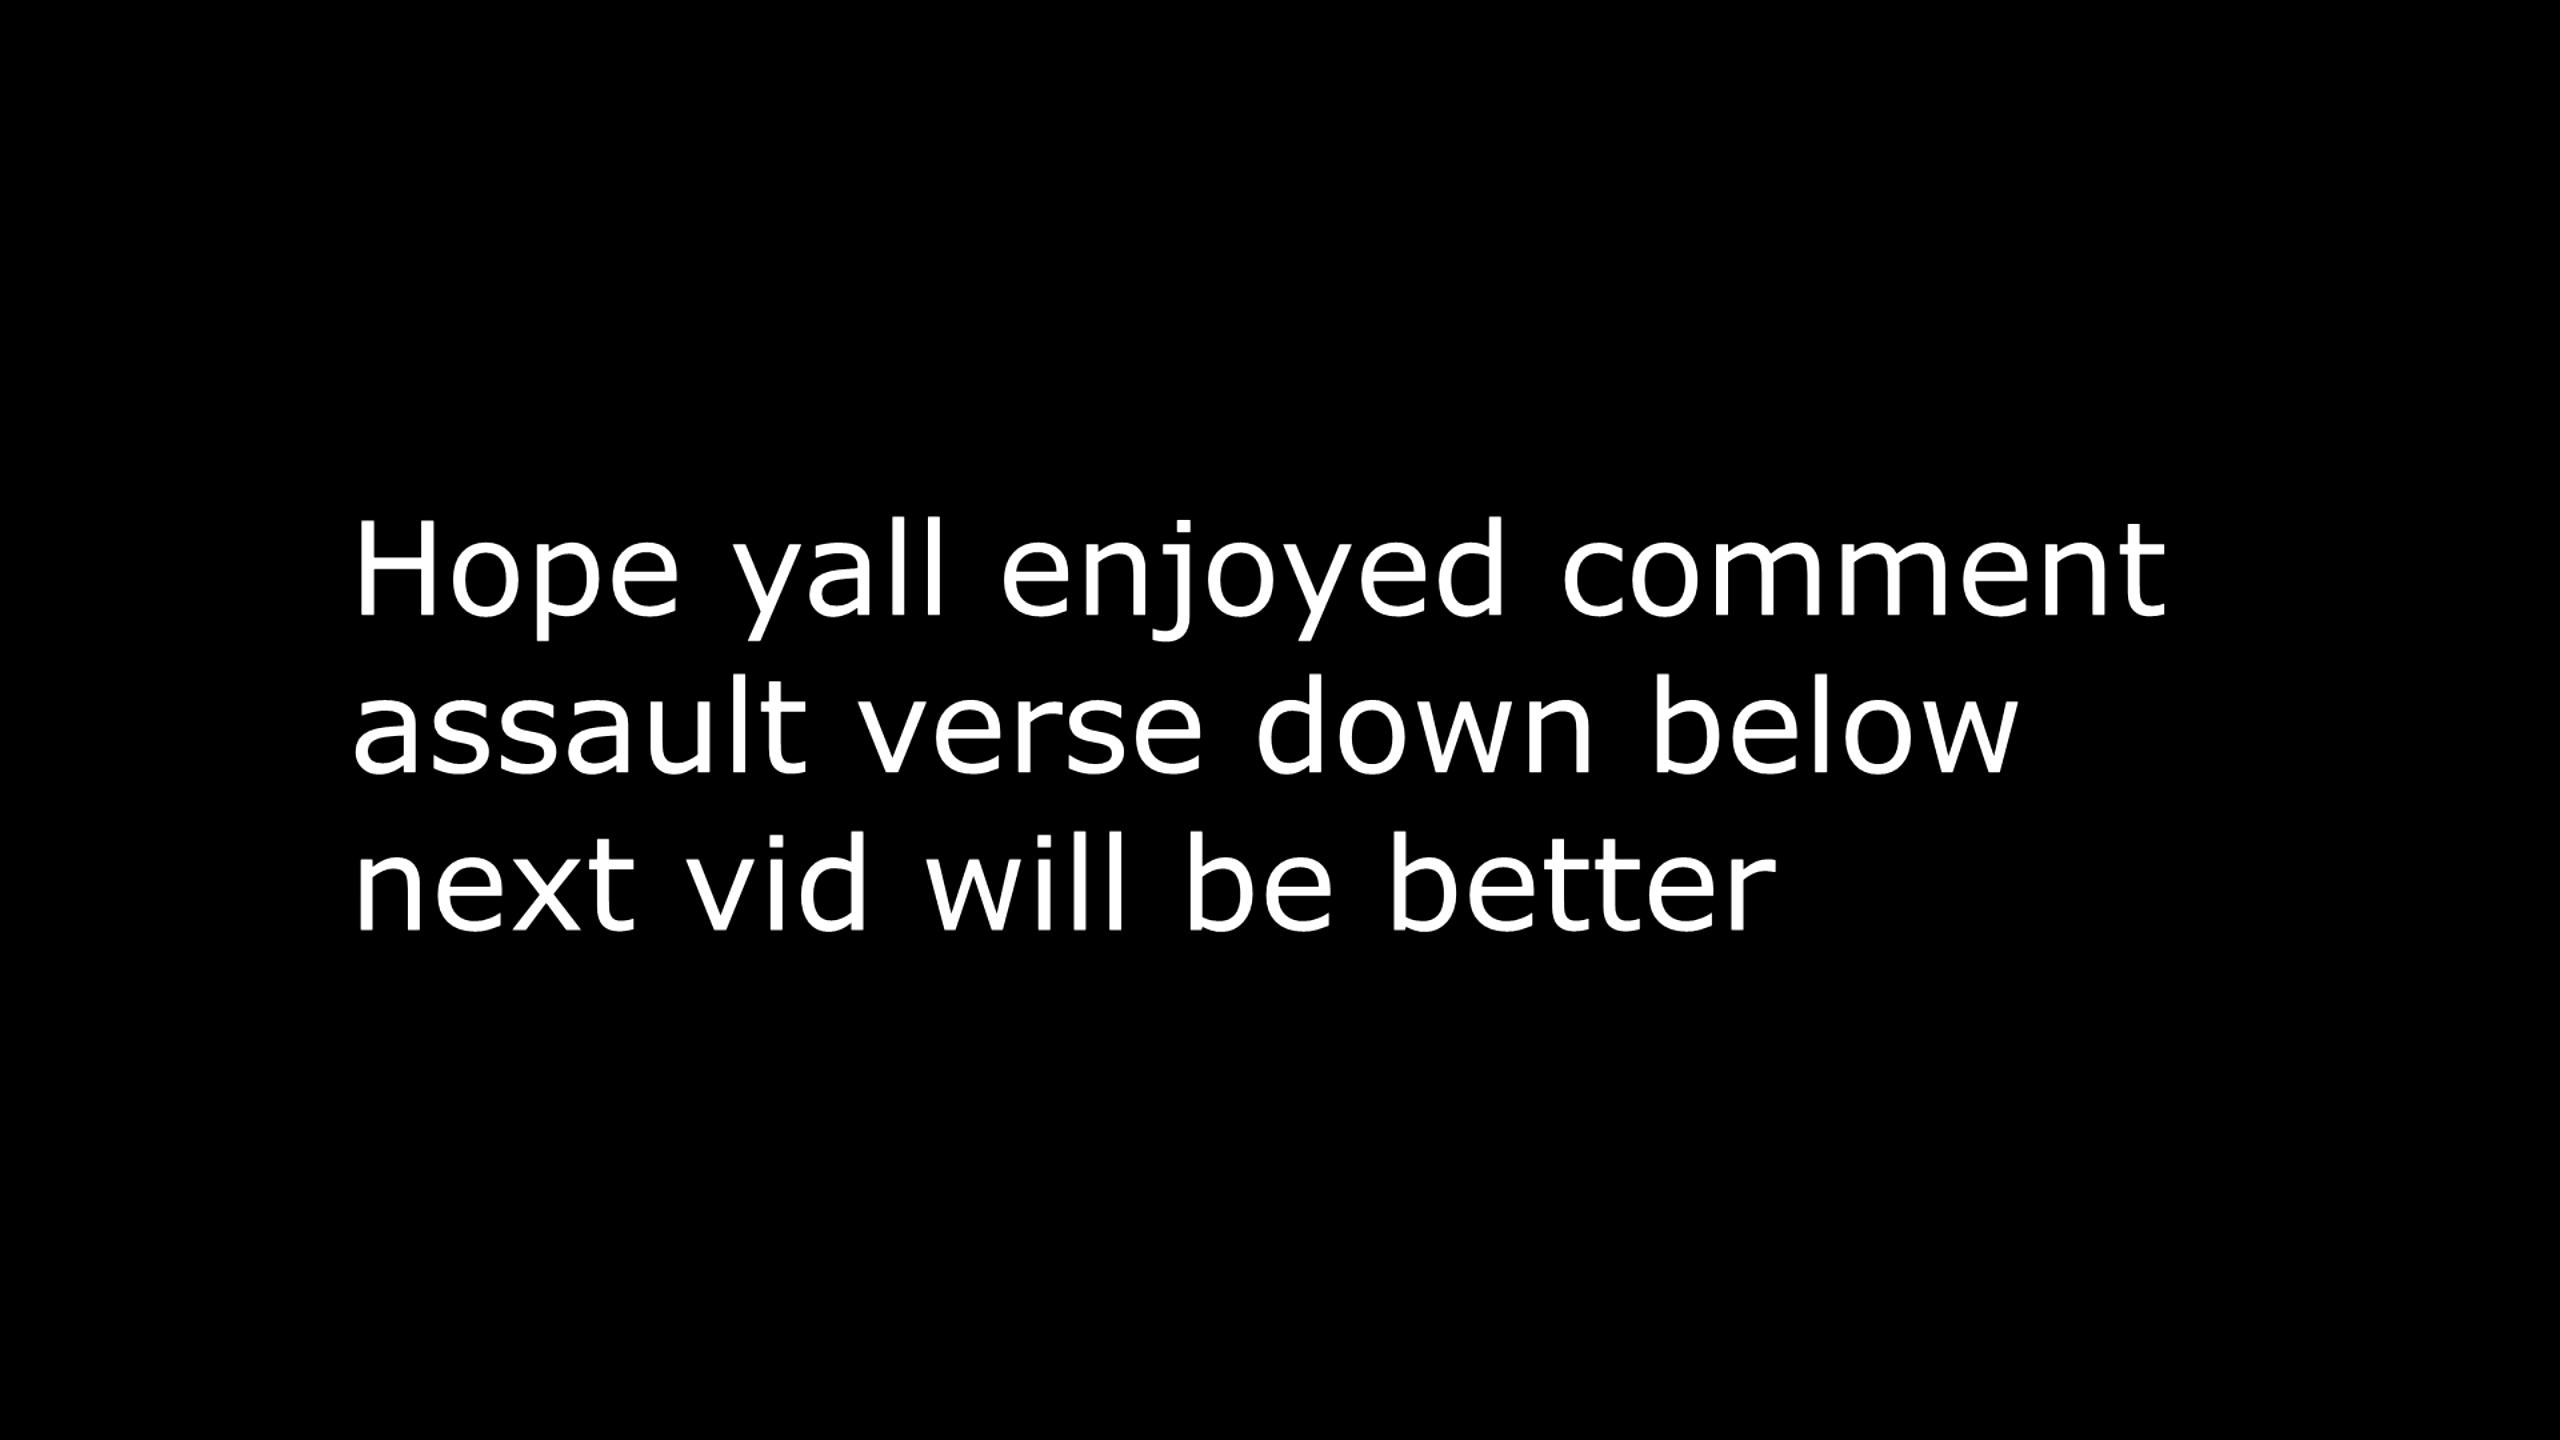 Hope yall enjoyed comment
assault verse down below
next vid will be better